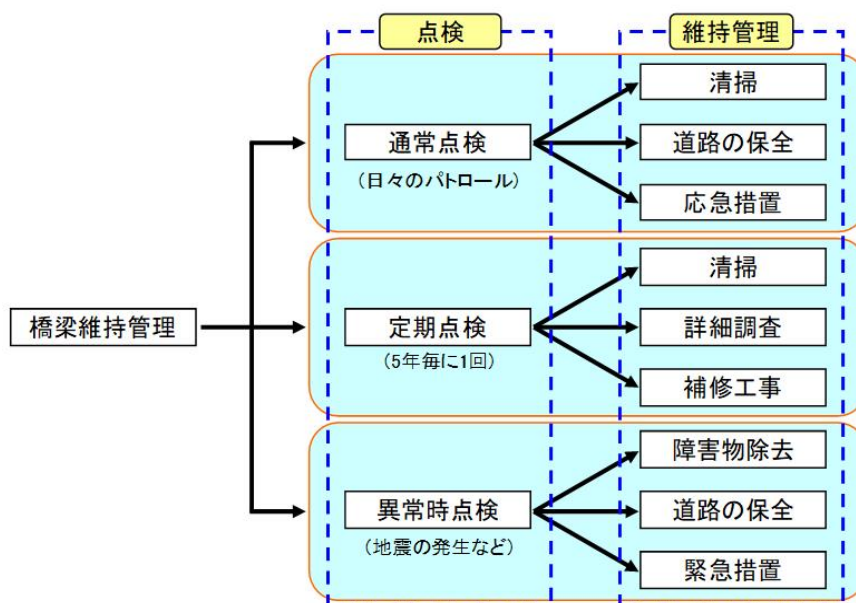 点検
維持管理
清掃
通常点検
道路の保全
(日々のパトロール)
応急措置
清掃
橋梁維持管理
定期点検
詳細調査
(5年毎に1回)
補修工事
障害物除去
異常時点検
道路の保全
(地震の発生など)
緊急措置